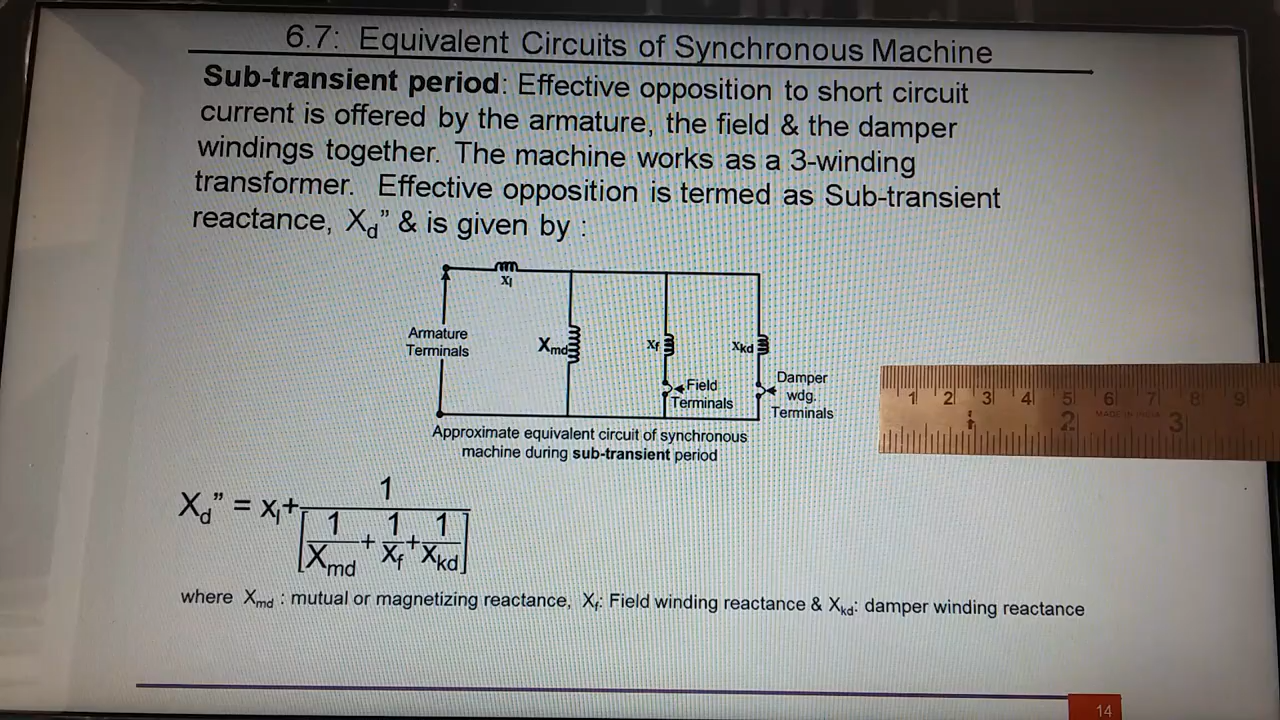 6.7: Equivalent Circuits of Synchronous Machine
Sub-transient period: Effective opposition to short circuit
current is offered by the armature, the field & the damper
windings together. The machine works as a 3-winding
transformer. Effective opposition is termed as Sub-transient
reactance, Xd” & is given by :
xl
Armature
Terminals
Xmd
xf
xkd
Field
Terminals
Damper
wdg.
Terminals
Approximate equivalent circuit of synchronous
machine during sub-transient period
1 2 3 4 5 6 7 8 9
MADE IN INDIA
1 2 3
Xd” = xl + 1 / [1/Xmd + 1/Xf + 1/Xkd]
where Xmd : mutual or magnetizing reactance, Xf: Field winding reactance & Xkd: damper winding reactance
14